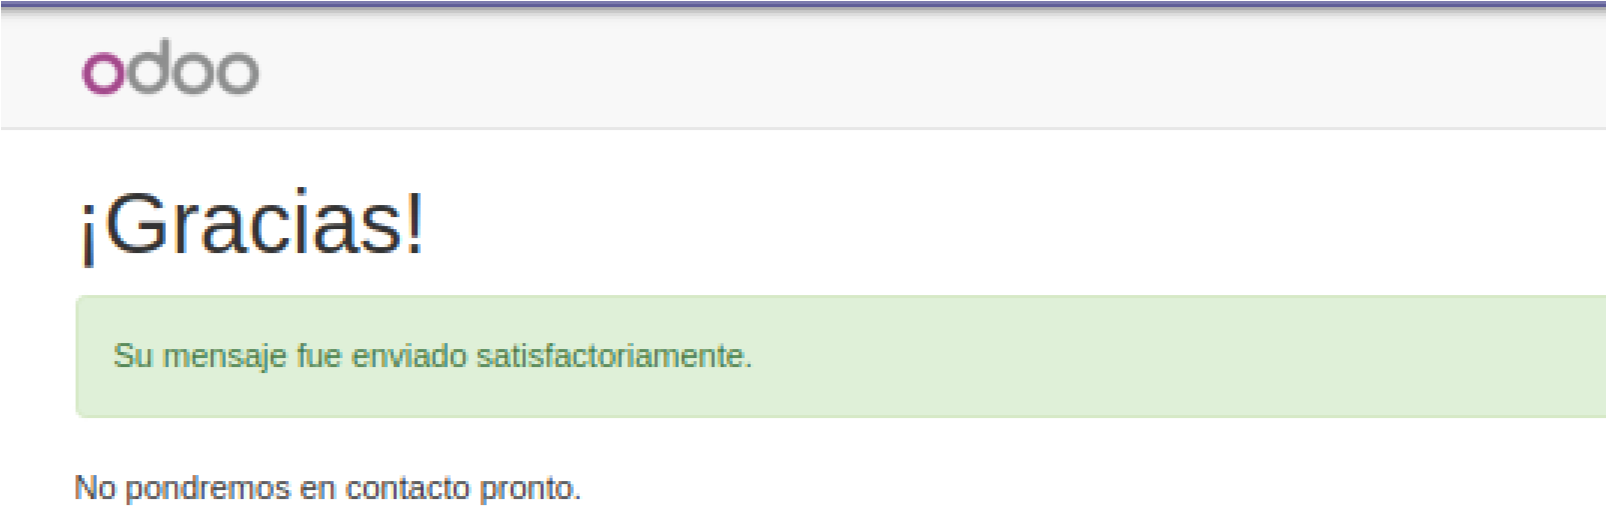 odoo
¡Gracias!
Su mensaje fue enviado satisfactoriamente.
No pondremos en contacto pronto.